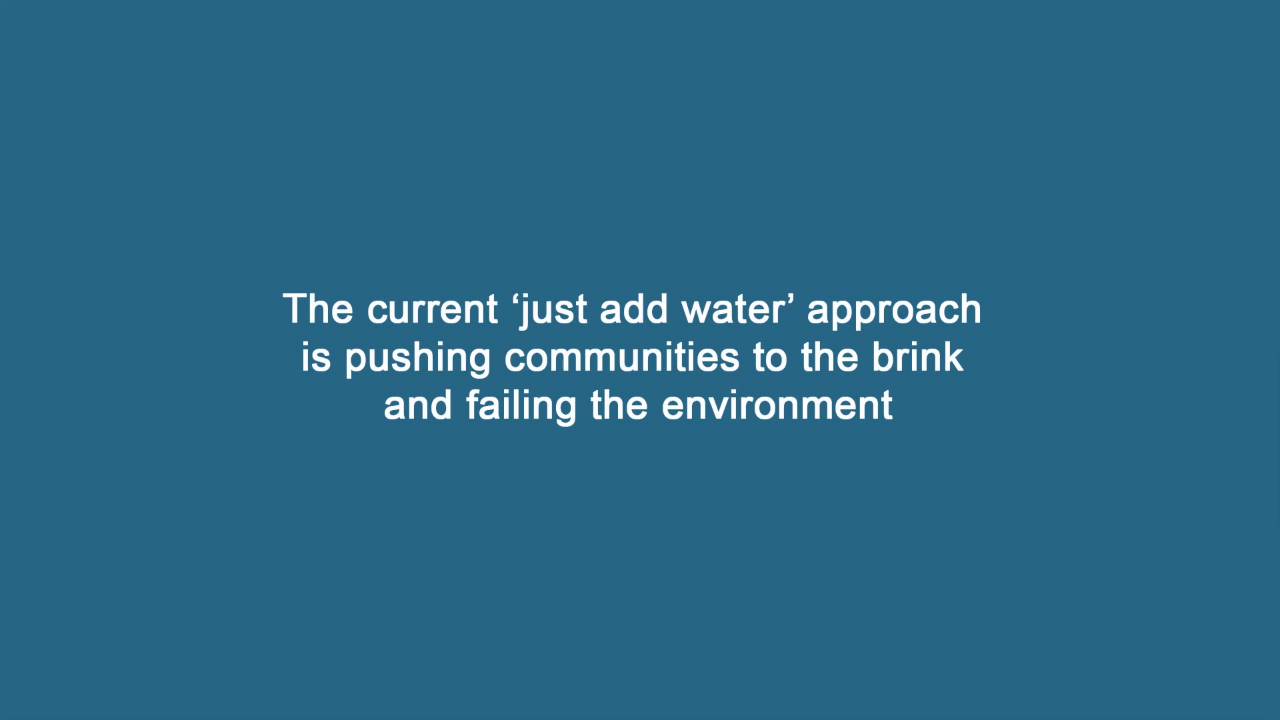 The current ‘just add water’ approach
is pushing communities to the brink
and failing the environment